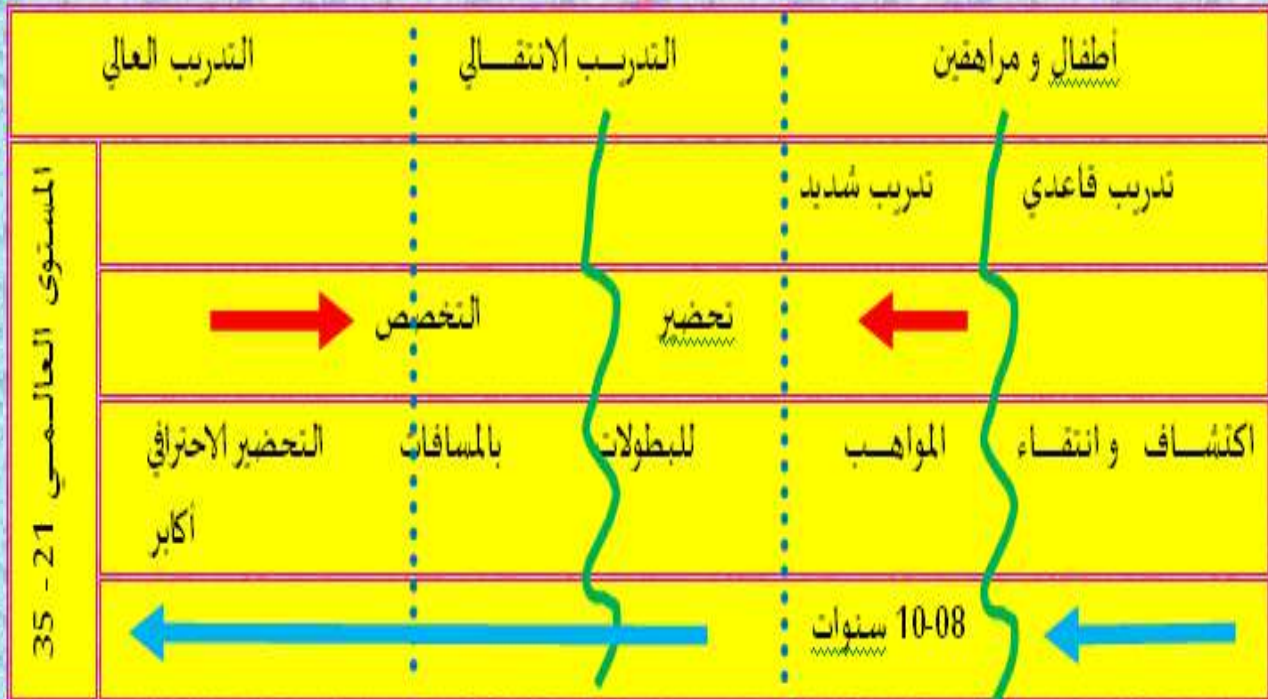 أطفال و مراهقين التدريب الانتقالي التدريب العالي
تدريب قاعدي تدريب شديد
تحضير التخصص
اكتشاف و انتقاء المواهب للبطولات بالمسافات التحضير الاحترافي
أكابر
10-08 سنوات
المستوى العالمي 21 - 35